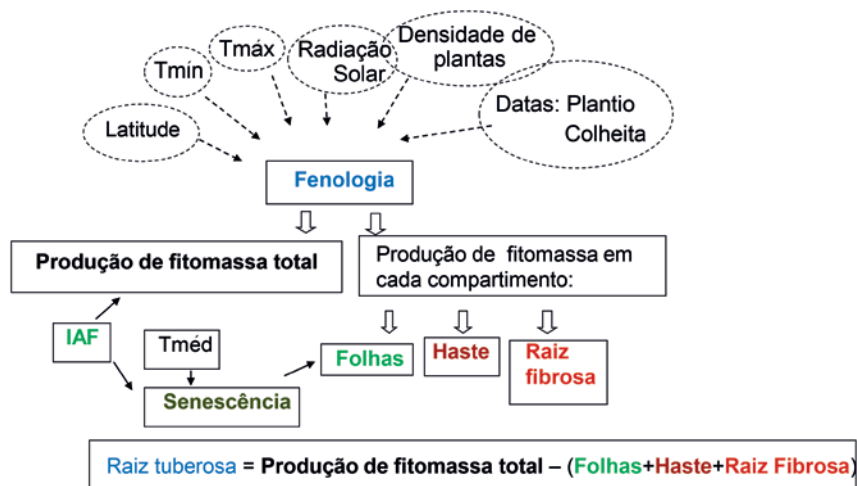 Latitude
Tmín
Tmáx
Radiação
Solar
Densidade de
plantas
Datas: Plantio
Colheita
Fenologia
Produção de fitomassa total
Produção de fitomassa em
cada compartimento:
IAF
Tméd
Senescência
Folhas
Haste
Raiz
fibrosa
Raiz tuberosa = Produção de fitomassa total – (Folhas+Haste+Raiz Fibrosa)